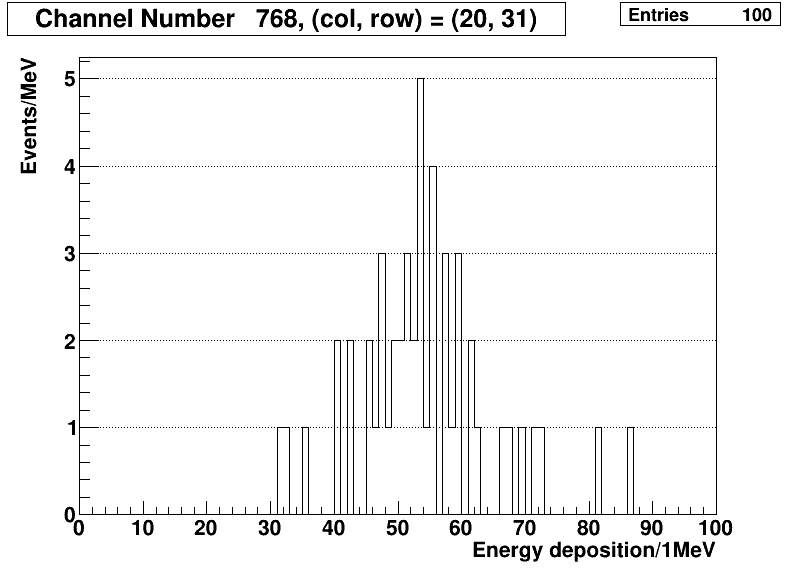 Channel Number 768, (col, row) = (20, 31)
Entries 100
Events/MeV
5
4
3
2
1
0
0 10 20 30 40 50 60 70 80 90 100
Energy deposition/1MeV